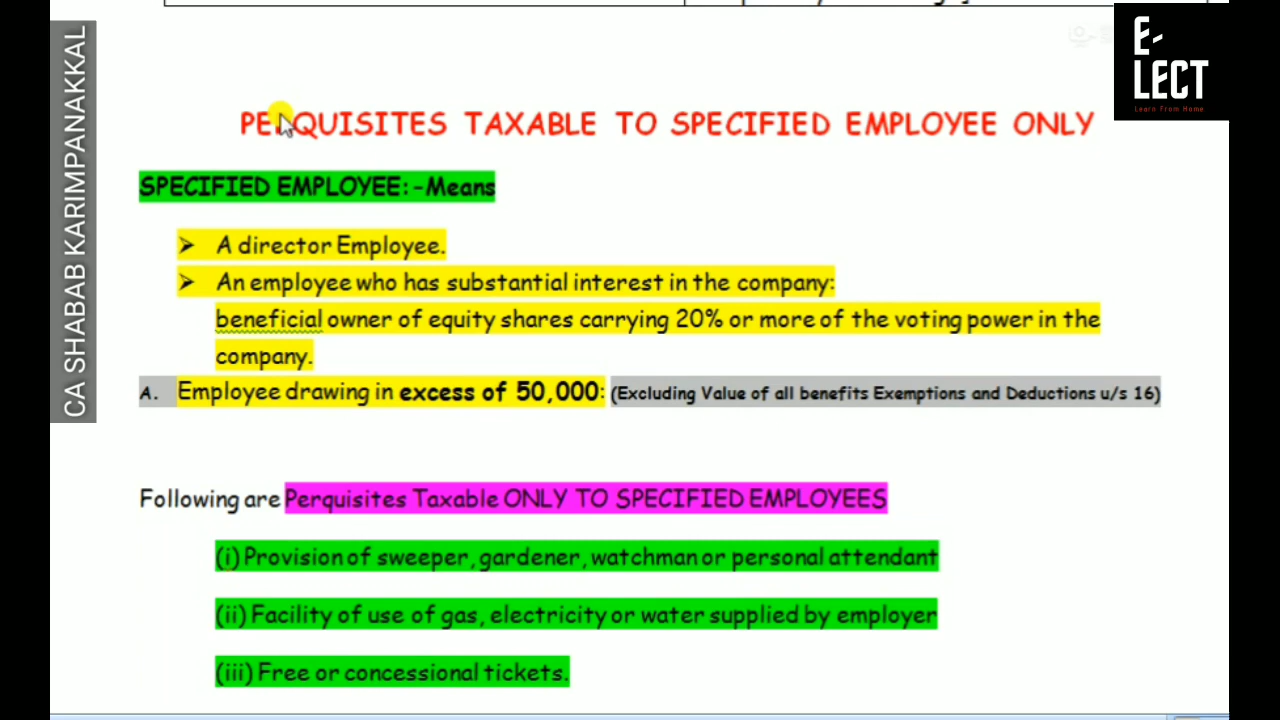 E-
LECT
Learn From Home
CA SHABAB KARIMPANAKKAL
PERQUISITES TAXABLE TO SPECIFIED EMPLOYEE ONLY
SPECIFIED EMPLOYEE:-Means
➢ A director Employee.
➢ An employee who has substantial interest in the company:
beneficial owner of equity shares carrying 20% or more of the voting power in the
company.
A. Employee drawing in excess of 50,000: (Excluding Value of all benefits Exemptions and Deductions u/s 16)
Following are Perquisites Taxable ONLY TO SPECIFIED EMPLOYEES
(i) Provision of sweeper, gardener, watchman or personal attendant
(ii) Facility of use of gas, electricity or water supplied by employer
(iii) Free or concessional tickets.